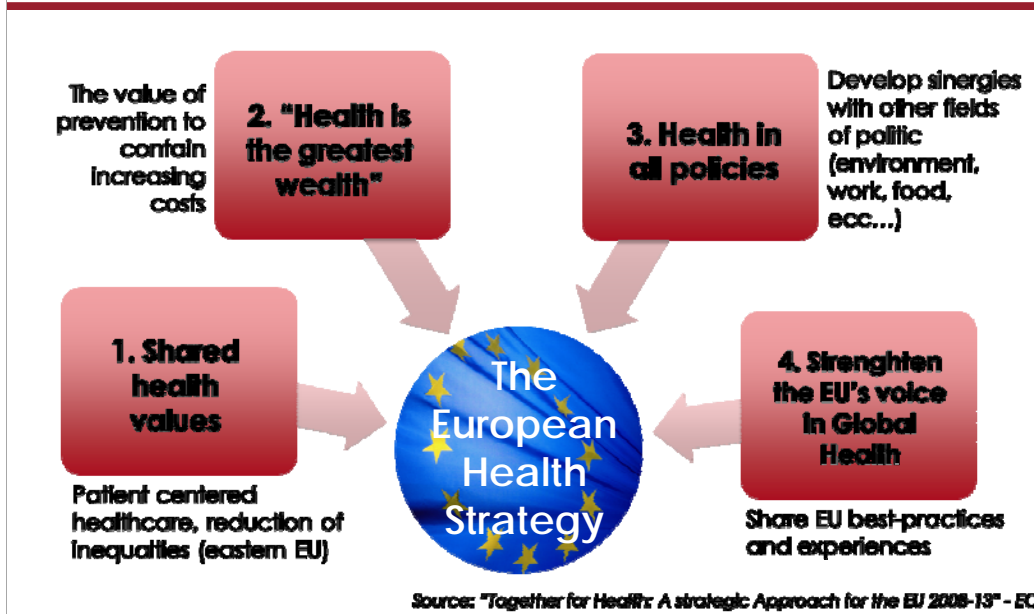 The value of
prevention to
contain
increasing
costs
2. "Health is
the greatest
wealth"
3. Health in
all policies
Develop sinergies
with other fields
of politic
(environment,
work, food,
ecc...)
1. Shared
health
values
Patient centered
healthcare, reduction of
inequalties (eastern EU)
The
European
Health
Strategy
4. Strenghten
the EU's voice
in Global
Health
Share EU best-practices
and experiences
Source: "Together for Health: A strategic Approach for the EU 2008-13" -